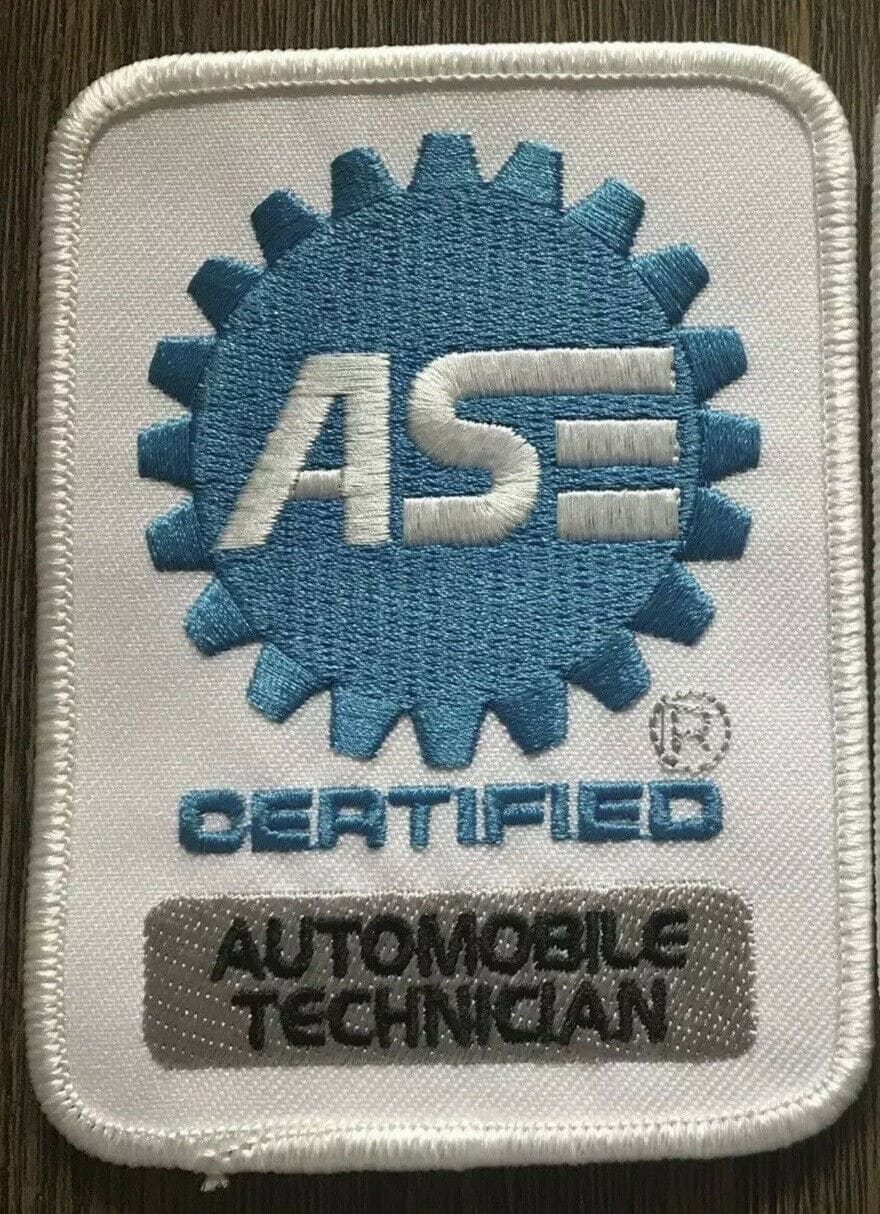 ASE
®
CERTIFIED
AUTOMOBILE
TECHNICIAN